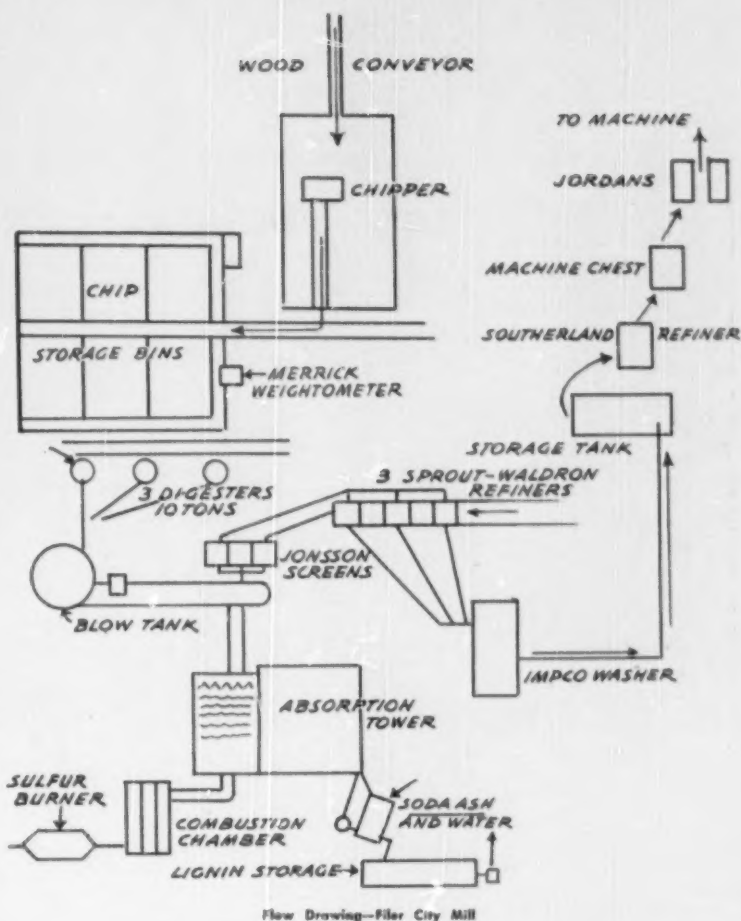 WOOD CONVEYOR
TO MACHINE
JORDANS
CHIPPER
MACHINE CHEST
CHIP
STORAGE BINS
SOUTHERLAND REFINER
MERRICK
WEIGHTOMETER
STORAGE TANK
3 SPROUT-WALDRON
REFINERS
3 DIGESTERS
10 TONS
JONSSON
SCREENS
BLOW TANK
IMPCO WASHER
ABSORPTION
TOWER
SULFUR
BURNER
COMBUSTION
CHAMBER
SODA ASH
AND WATER
LIGNIN STORAGE
Flow Drawing—Filer City Mill